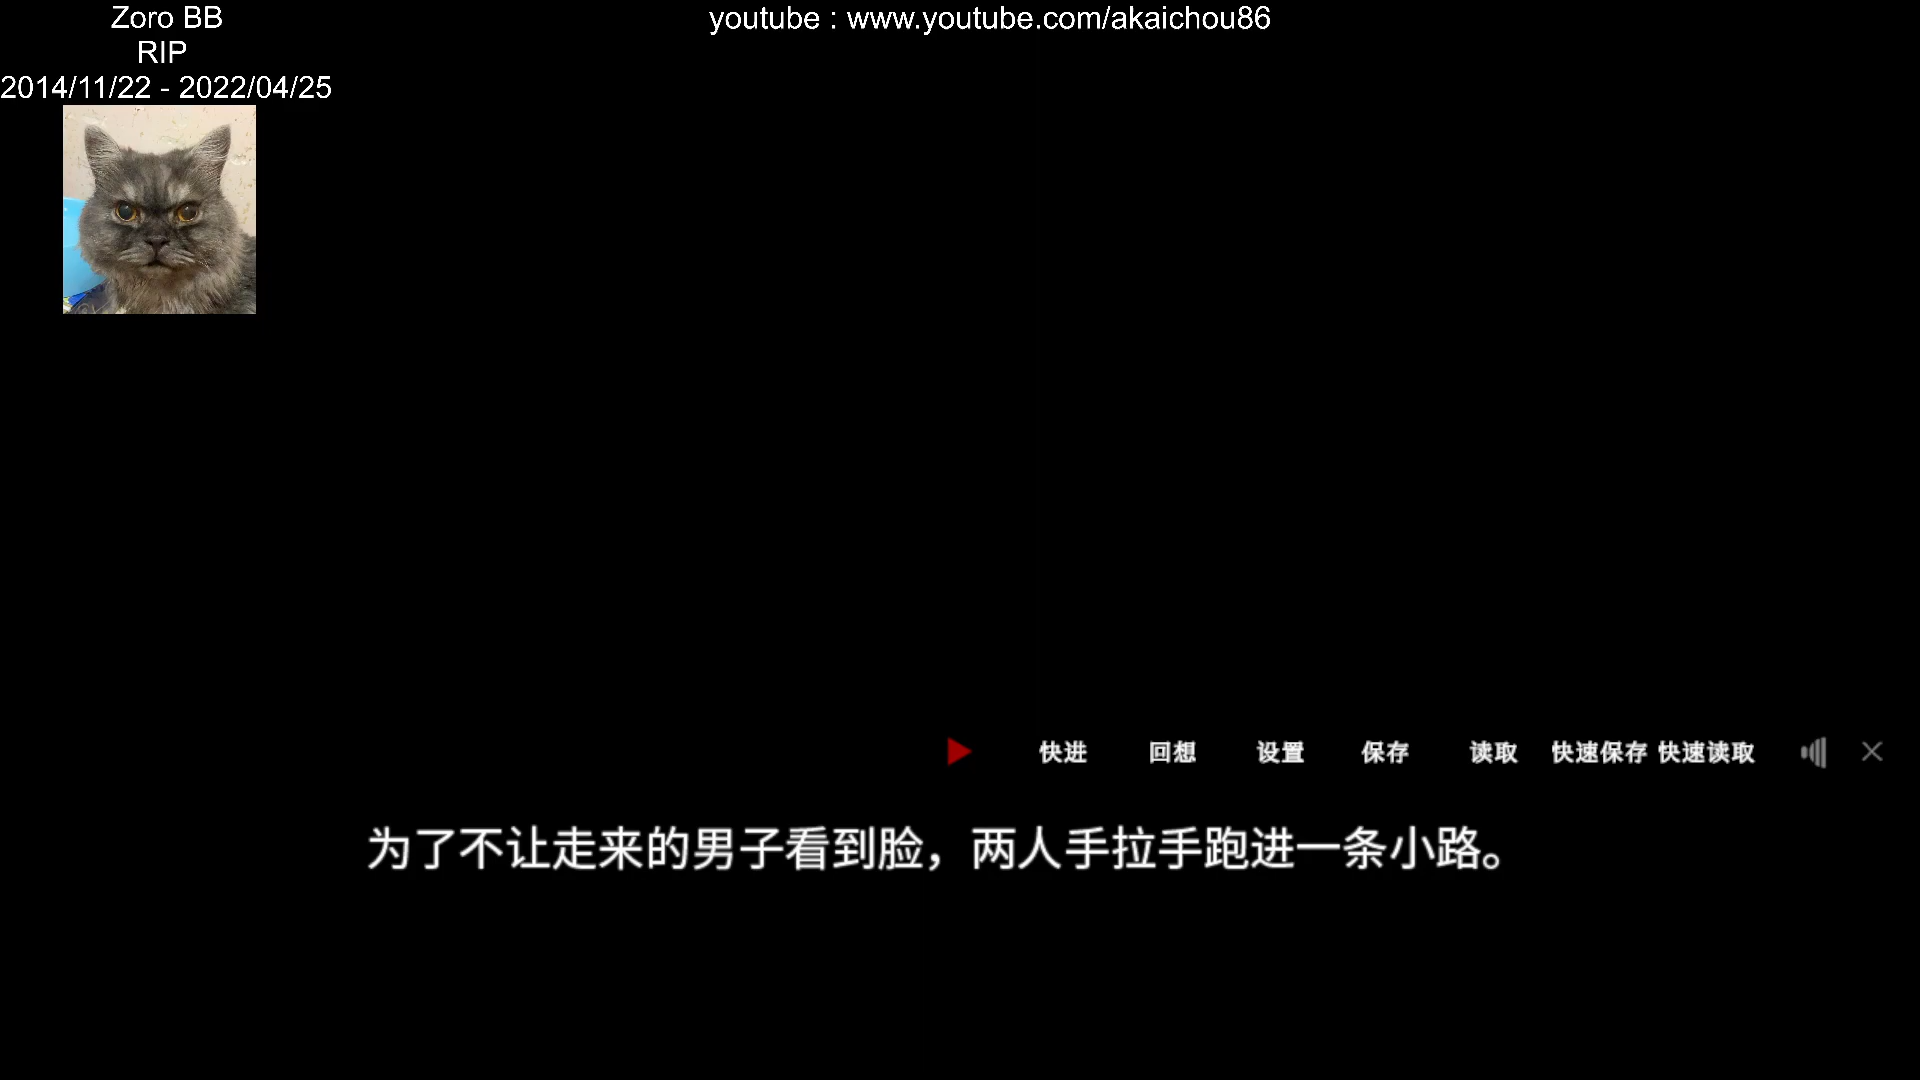 Zoro BB
RIP
2014/11/22 - 2022/04/25
youtube : www.youtube.com/akaichou86
快进 回想 设置 保存 读取 快速保存 快速读取
为了不让走来的男子看到脸，两人手拉手跑进一条小路。